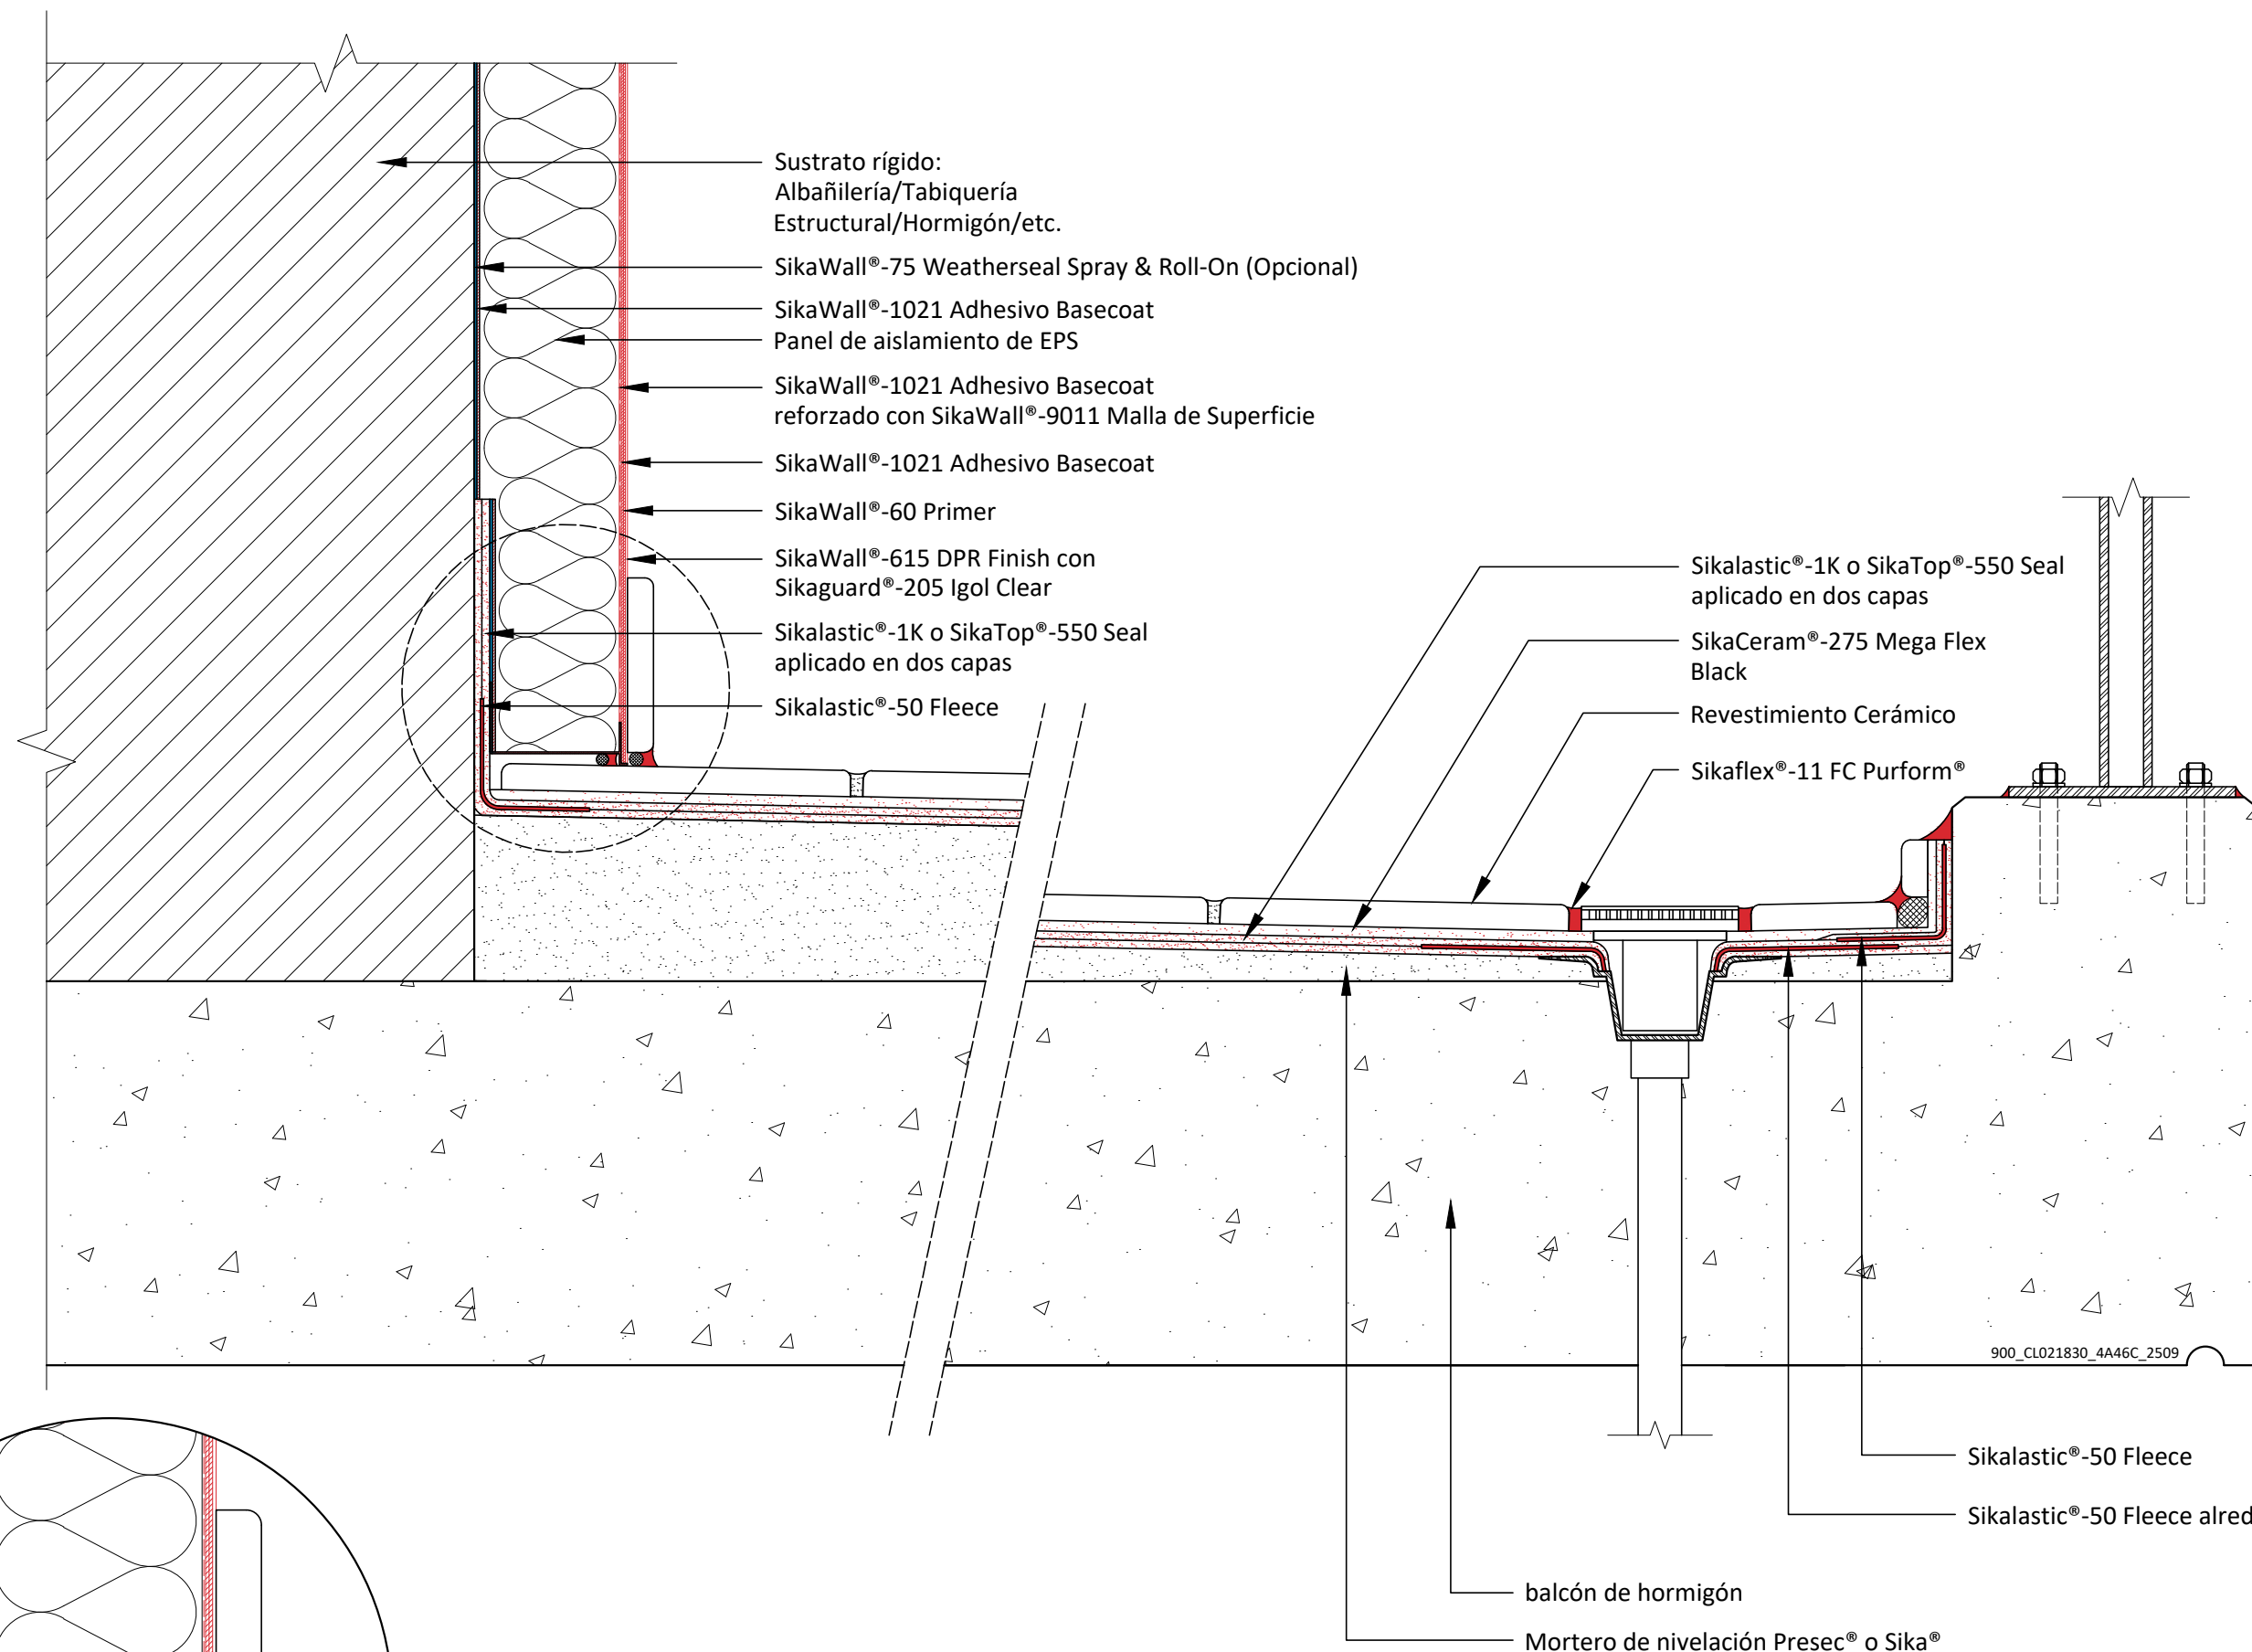 Sustrato rígido:
Albañilería/Tabiquería
Estructural/Hormigón/etc.
SikaWall®-75 Weatherseal Spray & Roll-On (Opcional)
SikaWall®-1021 Adhesivo Basecoat
Panel de aislamiento de EPS
SikaWall®-1021 Adhesivo Basecoat
reforzado con SikaWall®-9011 Malla de Superficie
SikaWall®-1021 Adhesivo Basecoat
SikaWall®-60 Primer
SikaWall®-615 DPR Finish con
Sikaguard®-205 Igol Clear
Sikalastic®-1K o SikaTop®-550 Seal
aplicado en dos capas
Sikalastic®-50 Fleece
Sikalastic®-1K o SikaTop®-550 Seal
aplicado en dos capas
SikaCeram®-275 Mega Flex
Black
Revestimiento Cerámico
Sikaflex®-11 FC Purform®
900_CL021830_4A46C_2509
Sikalastic®-50 Fleece
Sikalastic®-50 Fleece alred
balcón de hormigón
Mortero de nivelación Presec® o Sika®